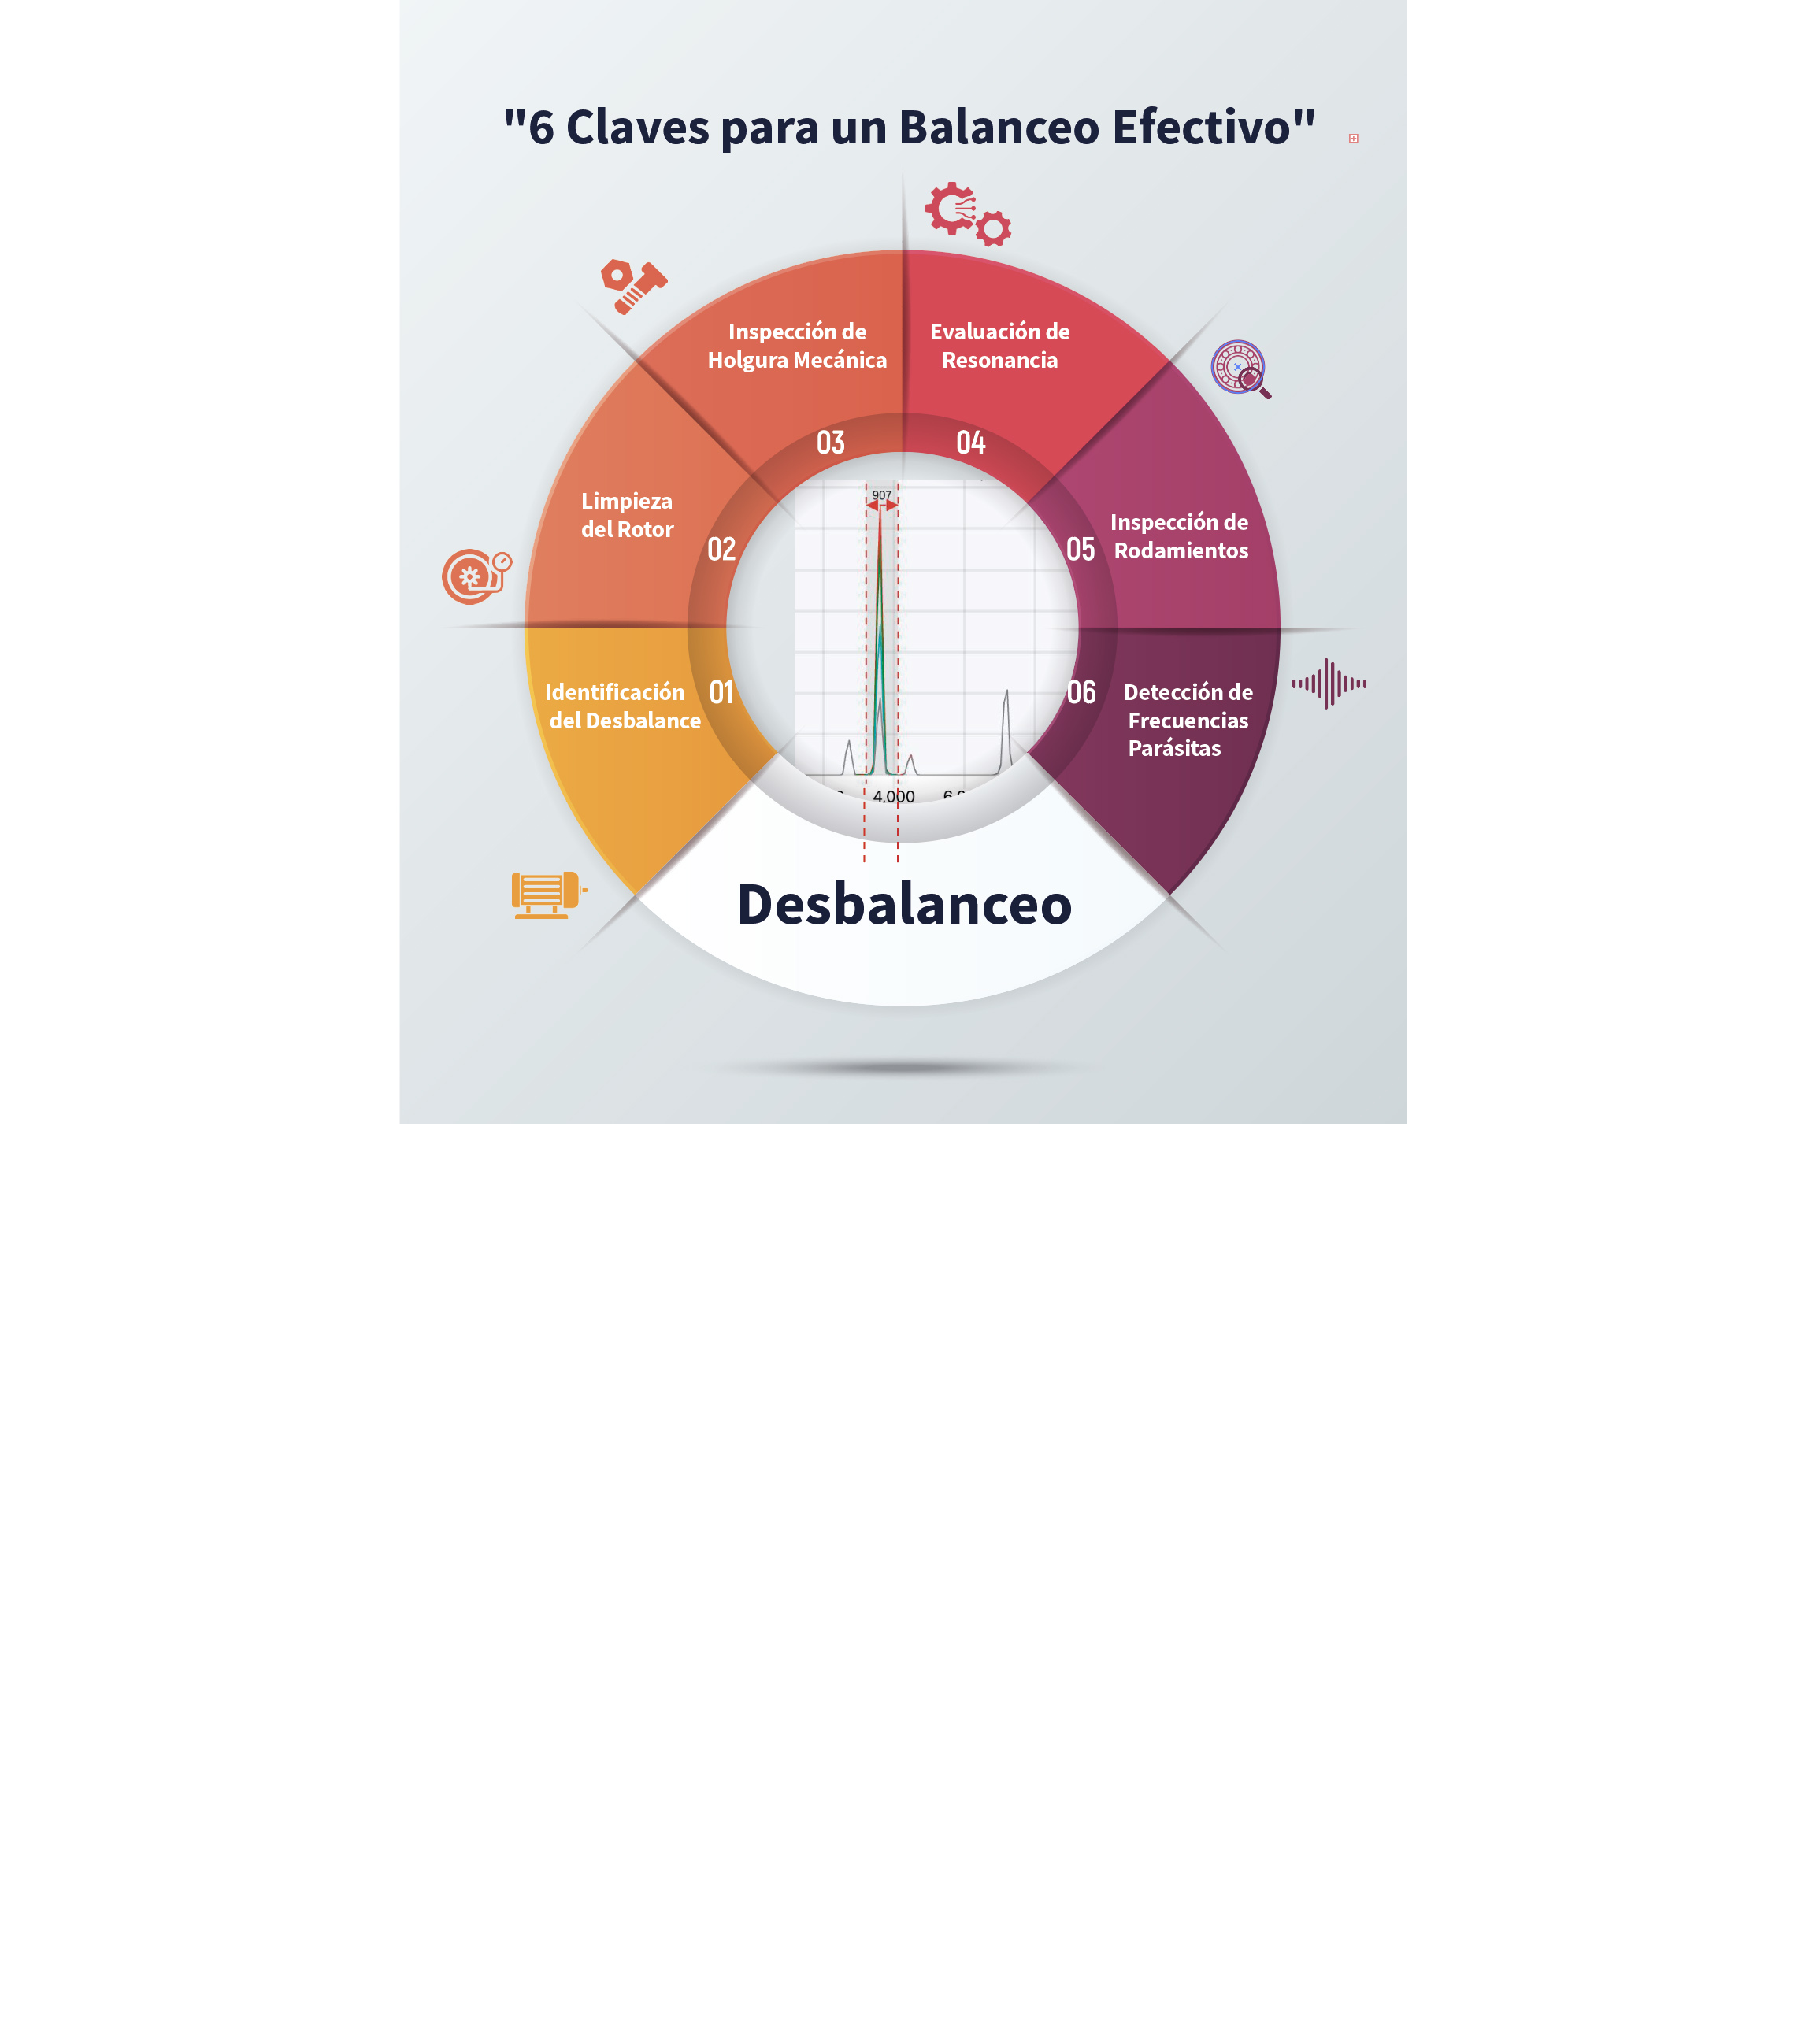 "6 Claves para un Balanceo Efectivo"
Identificación
del Desbalance
01
Limpieza
del Rotor
02
Inspección de
Holgura Mecánica
03
Evaluación de
Resonancia
04
Inspección de
Rodamientos
05
Detección de
Frecuencias
Parásitas
06
907
4,000
Desbalanceo